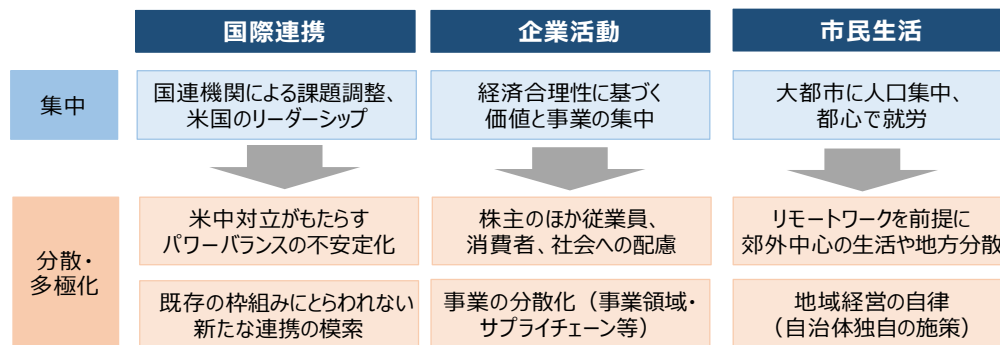 国際連携
企業活動
市民生活
集中
国連機関による課題調整、
米国のリーダーシップ
経済合理性に基づく
価値と事業の集中
大都市に人口集中、
都心で就労
分散・
多極化
米中対立がもたらす
パワーバランスの不安定化
株主のほか従業員、
消費者、社会への配慮
リモートワークを前提に
郊外中心の生活や地方分散
既存の枠組みにとらわれない
新たな連携の模索
事業の分散化（事業領域・
サプライチェーン等）
地域経営の自律
（自治体独自の施策）